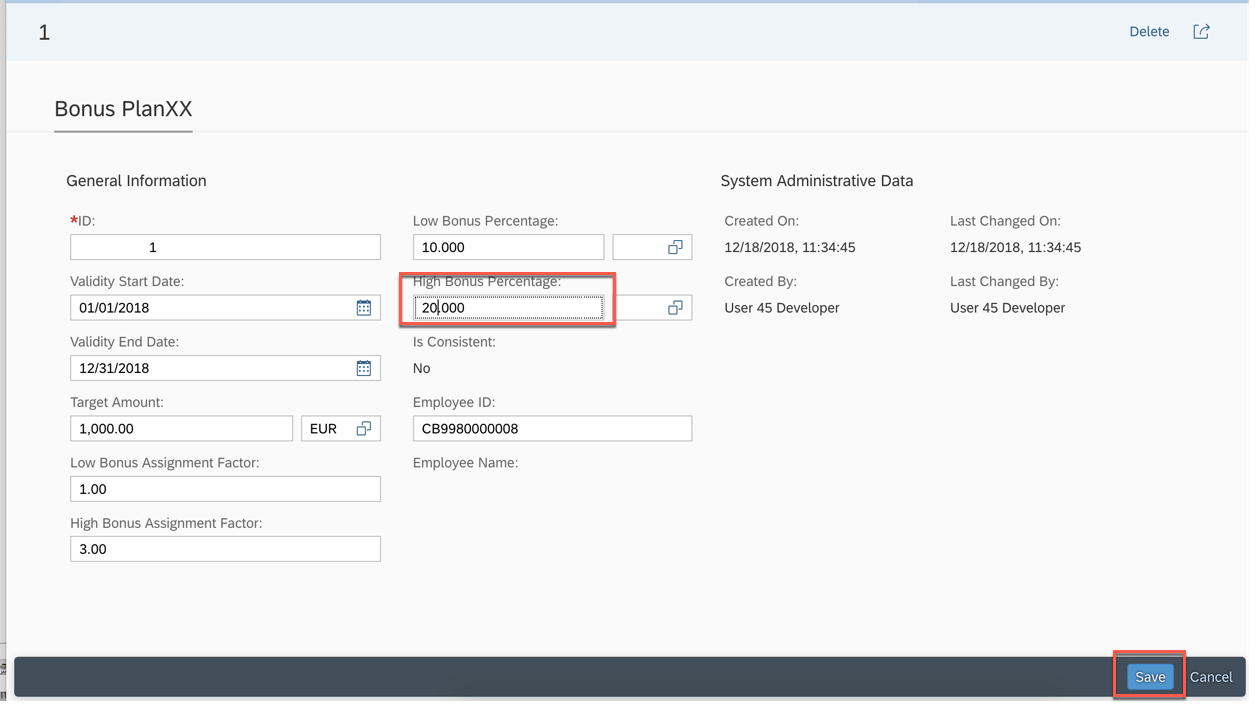 1
Delete
Bonus PlanXX
General Information
*ID:
1
Validity Start Date:
01/01/2018
Validity End Date:
12/31/2018
Target Amount:
1,000.00 EUR
Low Bonus Assignment Factor:
1.00
High Bonus Assignment Factor:
3.00
Low Bonus Percentage:
10.000
High Bonus Percentage:
20.000
Is Consistent:
No
Employee ID:
CB9980000008
Employee Name:
System Administrative Data
Created On:
12/18/2018, 11:34:45
Created By:
User 45 Developer
Last Changed On:
12/18/2018, 11:34:45
Last Changed By:
User 45 Developer
Save Cancel